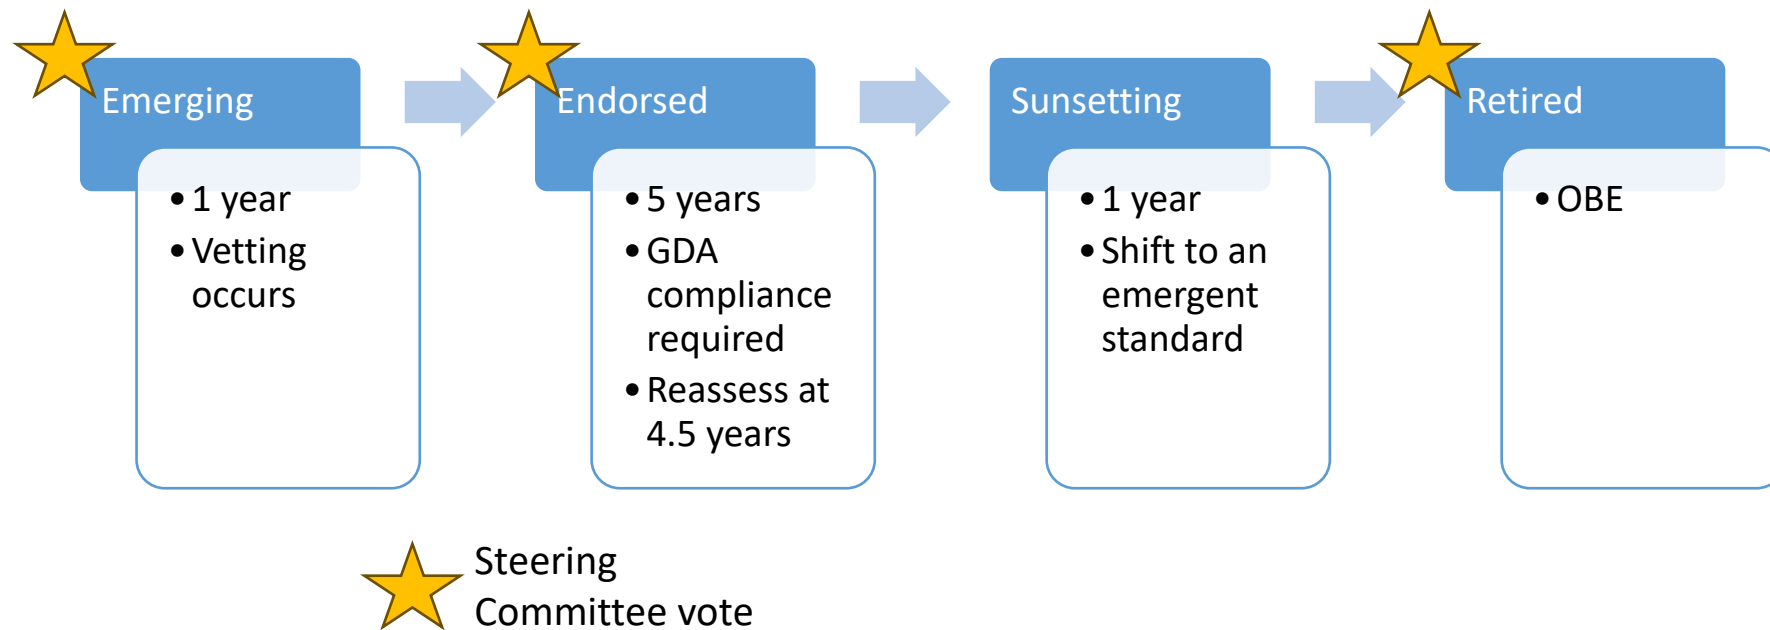 Emerging
• 1 year
• Vetting
occurs
Endorsed
• 5 years
• GDA
compliance
required
• Reassess at
4.5 years
Sunsetting
• 1 year
• Shift to an
emergent
standard
Retired
• OBE
Steering
Committee vote